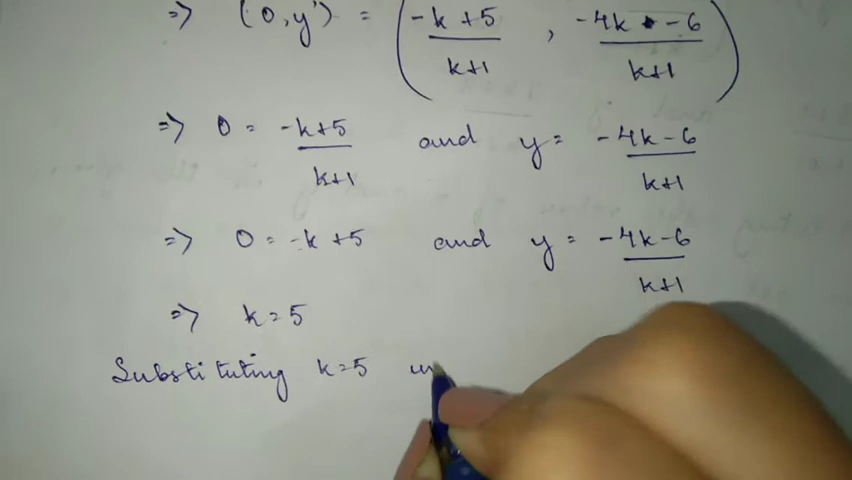 => (0, y) = ( -k + 5 / k+1 , -4k - 6 / k+1 )
=> 0 = -k+5 / k+1 and y = -4k - 6 / k+1
=> 0 = -k + 5 and y = -4k - 6 / k+1
=> k = 5
Substituting k = 5